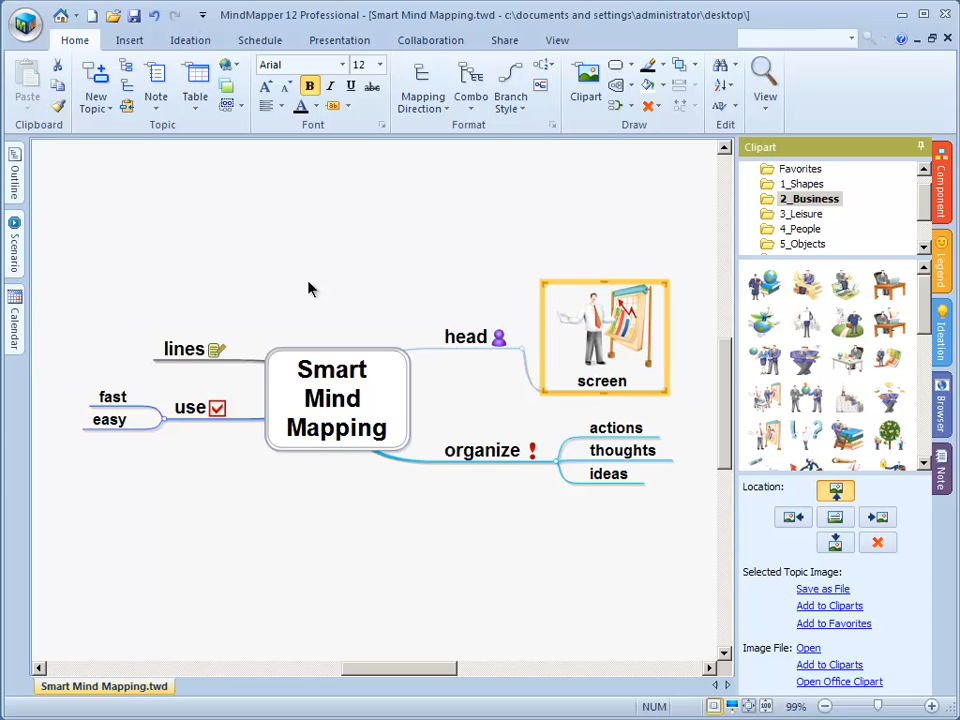 MindMapper 12 Professional - [Smart Mind Mapping.twd - c:\documents and settings\administrator\desktop\]
Home Insert Ideation Schedule Presentation Collaboration Share View
Arial 12
B I U abc
A A A ab
Paste New Topic Note Table Mapping Direction Combo Branch Style Clipart View
Clipboard Topic Font Format Draw Edit
Outline
Scenario
Calendar
lines
fast
easy
use
Smart
Mind
Mapping
head
screen
organize !
actions
thoughts
ideas
Clipart
Favorites
1_Shapes
2_Business
3_Leisure
4_People
5_Objects
Location:
Selected Topic Image:
Save as File
Add to Cliparts
Add to Favorites
Image File: Open
Add to Cliparts
Open Office Clipart
Component
Legend
Ideation
Browser
Note
Smart Mind Mapping.twd
NUM 99%